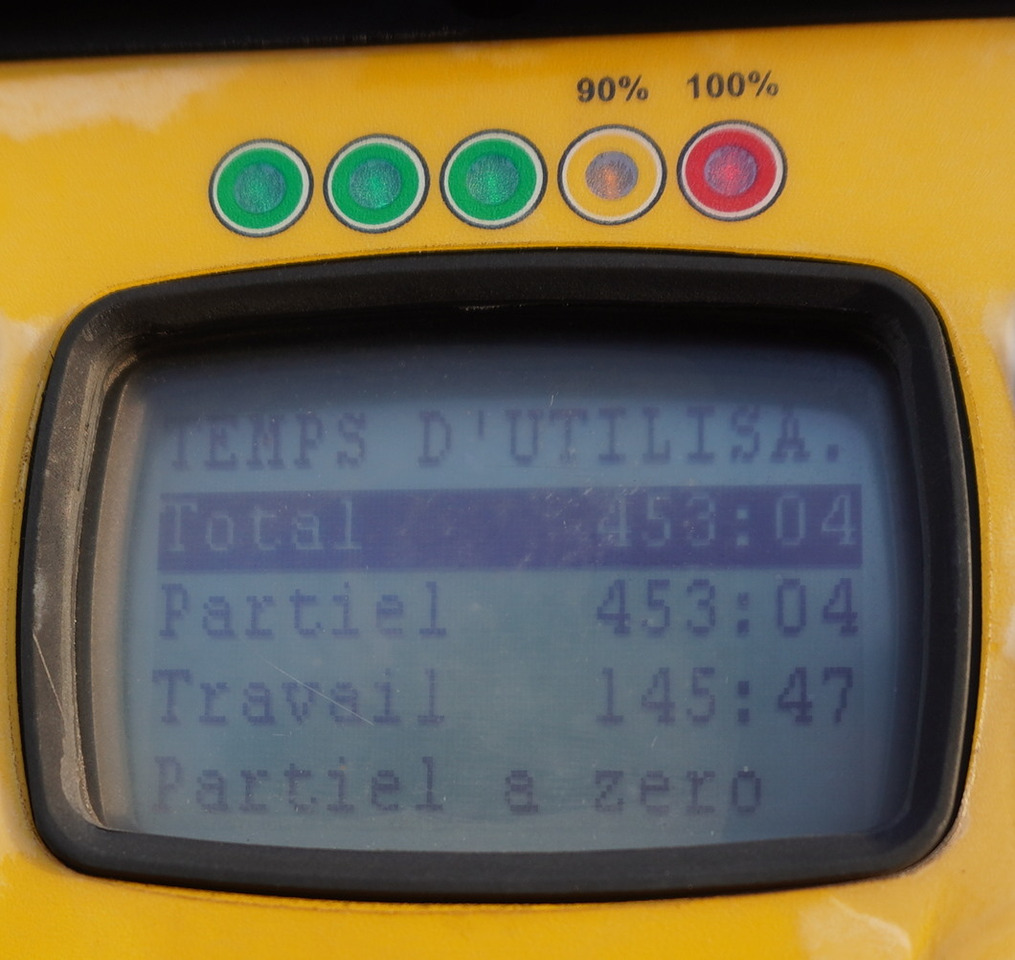 90% 100%
TEMPS D'UTILISA.
Total 453:04
Partiel 453:04
Travail 145:47
Partiel a zero